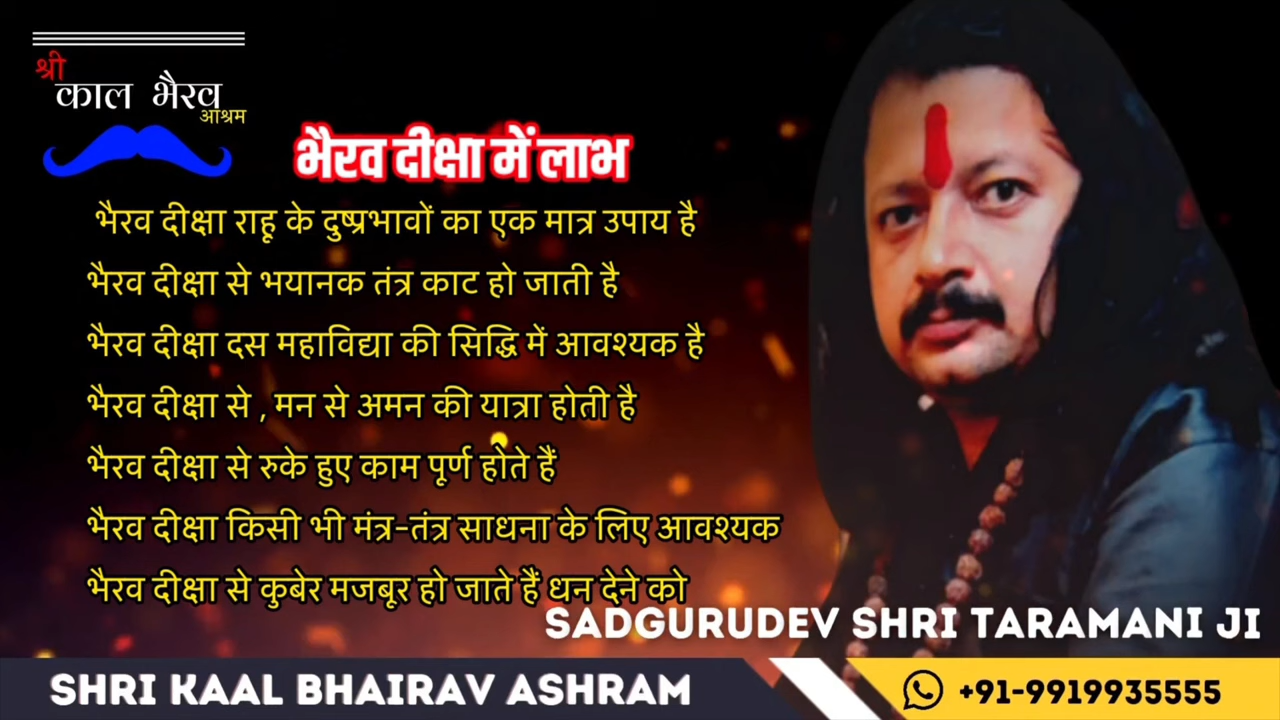 श्री
काल भैरव
आश्रम
भैरव दीक्षा में लाभ
भैरव दीक्षा राहू के दुष्प्रभावों का एक मात्र उपाय है
भैरव दीक्षा से भयानक तंत्र काट हो जाती है
भैरव दीक्षा दस महाविद्या की सिद्धि में आवश्यक है
भैरव दीक्षा से , मन से अमन की यात्रा होती है
भैरव दीक्षा से रुके हुए काम पूर्ण होते हैं
भैरव दीक्षा किसी भी मंत्र-तंत्र साधना के लिए आवश्यक
भैरव दीक्षा से कुबेर मजबूर हो जाते हैं धन देने को
SADGURUDEV SHRI TARAMANI JI
SHRI KAAL BHAIRAV ASHRAM
+91-9919935555